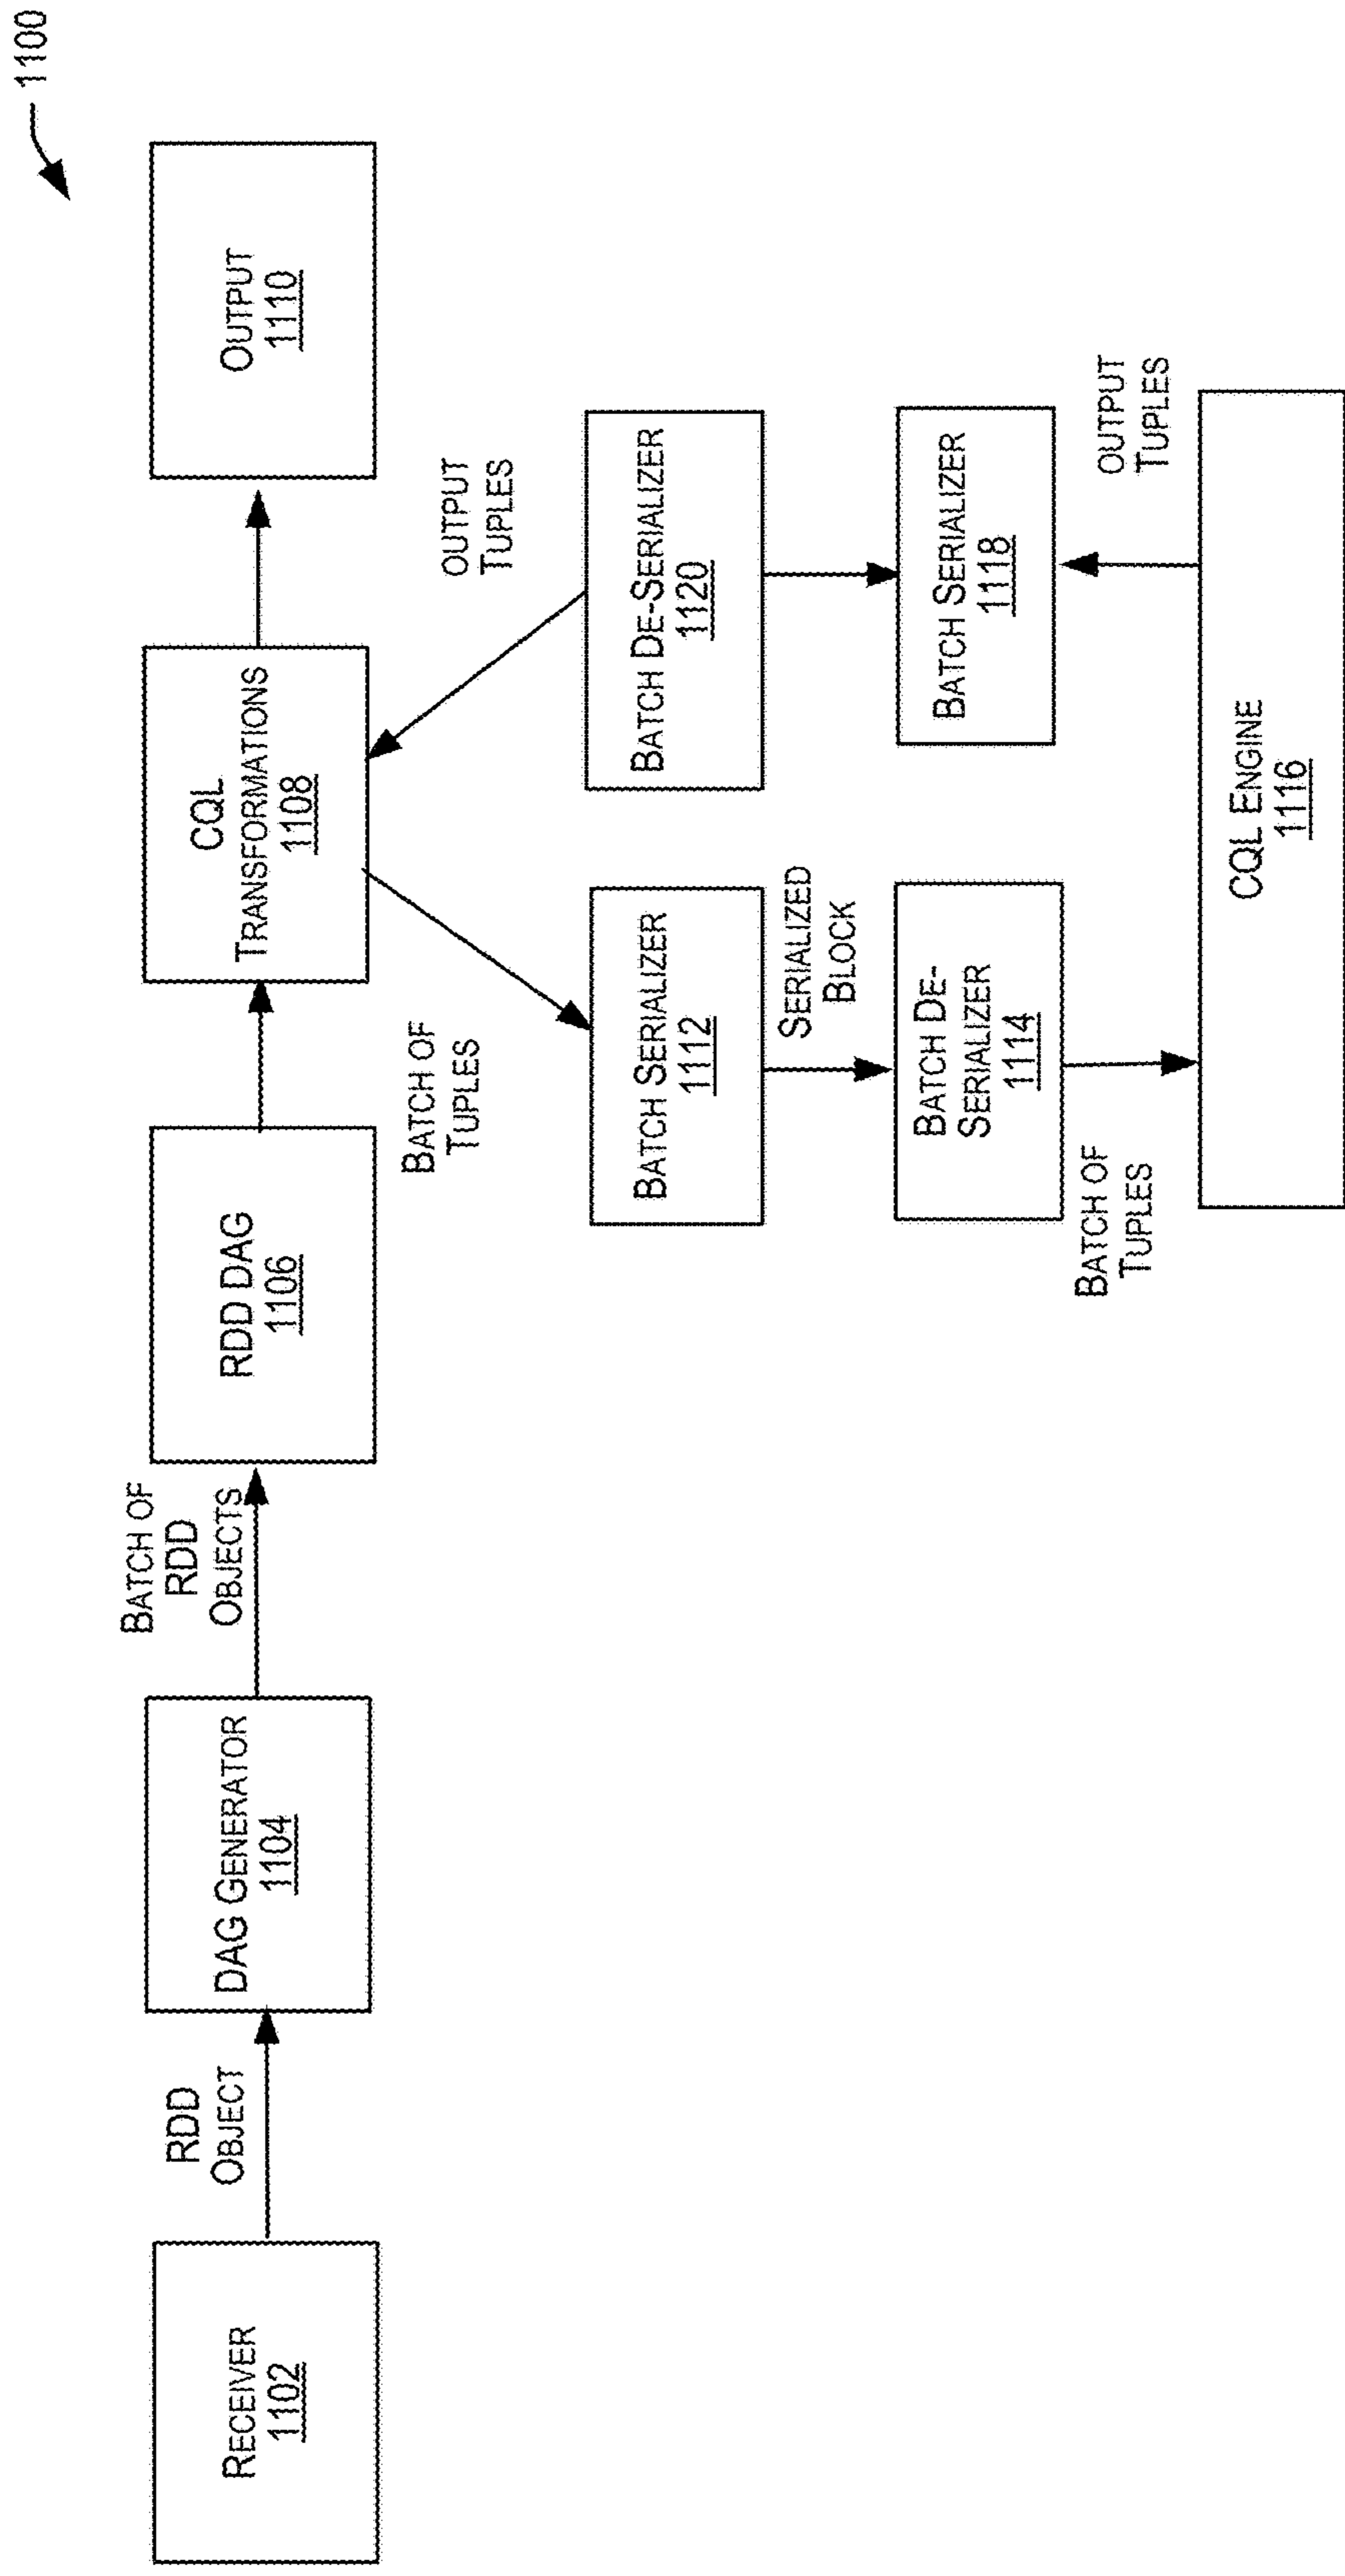 1100
RECEIVER
1102
RDD
OBJECT
DAG GENERATOR
1104
BATCH OF
RDD
OBJECTS
RDD DAG
1106
CQL
TRANSFORMATIONS
1108
OUTPUT
1110
BATCH OF
TUPLES
OUTPUT
TUPLES
BATCH SERIALIZER
1112
BATCH DE-SERIALIZER
1120
SERIALIZED
BLOCK
BATCH DE-
SERIALIZER
1114
BATCH SERIALIZER
1118
BATCH OF
TUPLES
OUTPUT
TUPLES
CQL ENGINE
1116